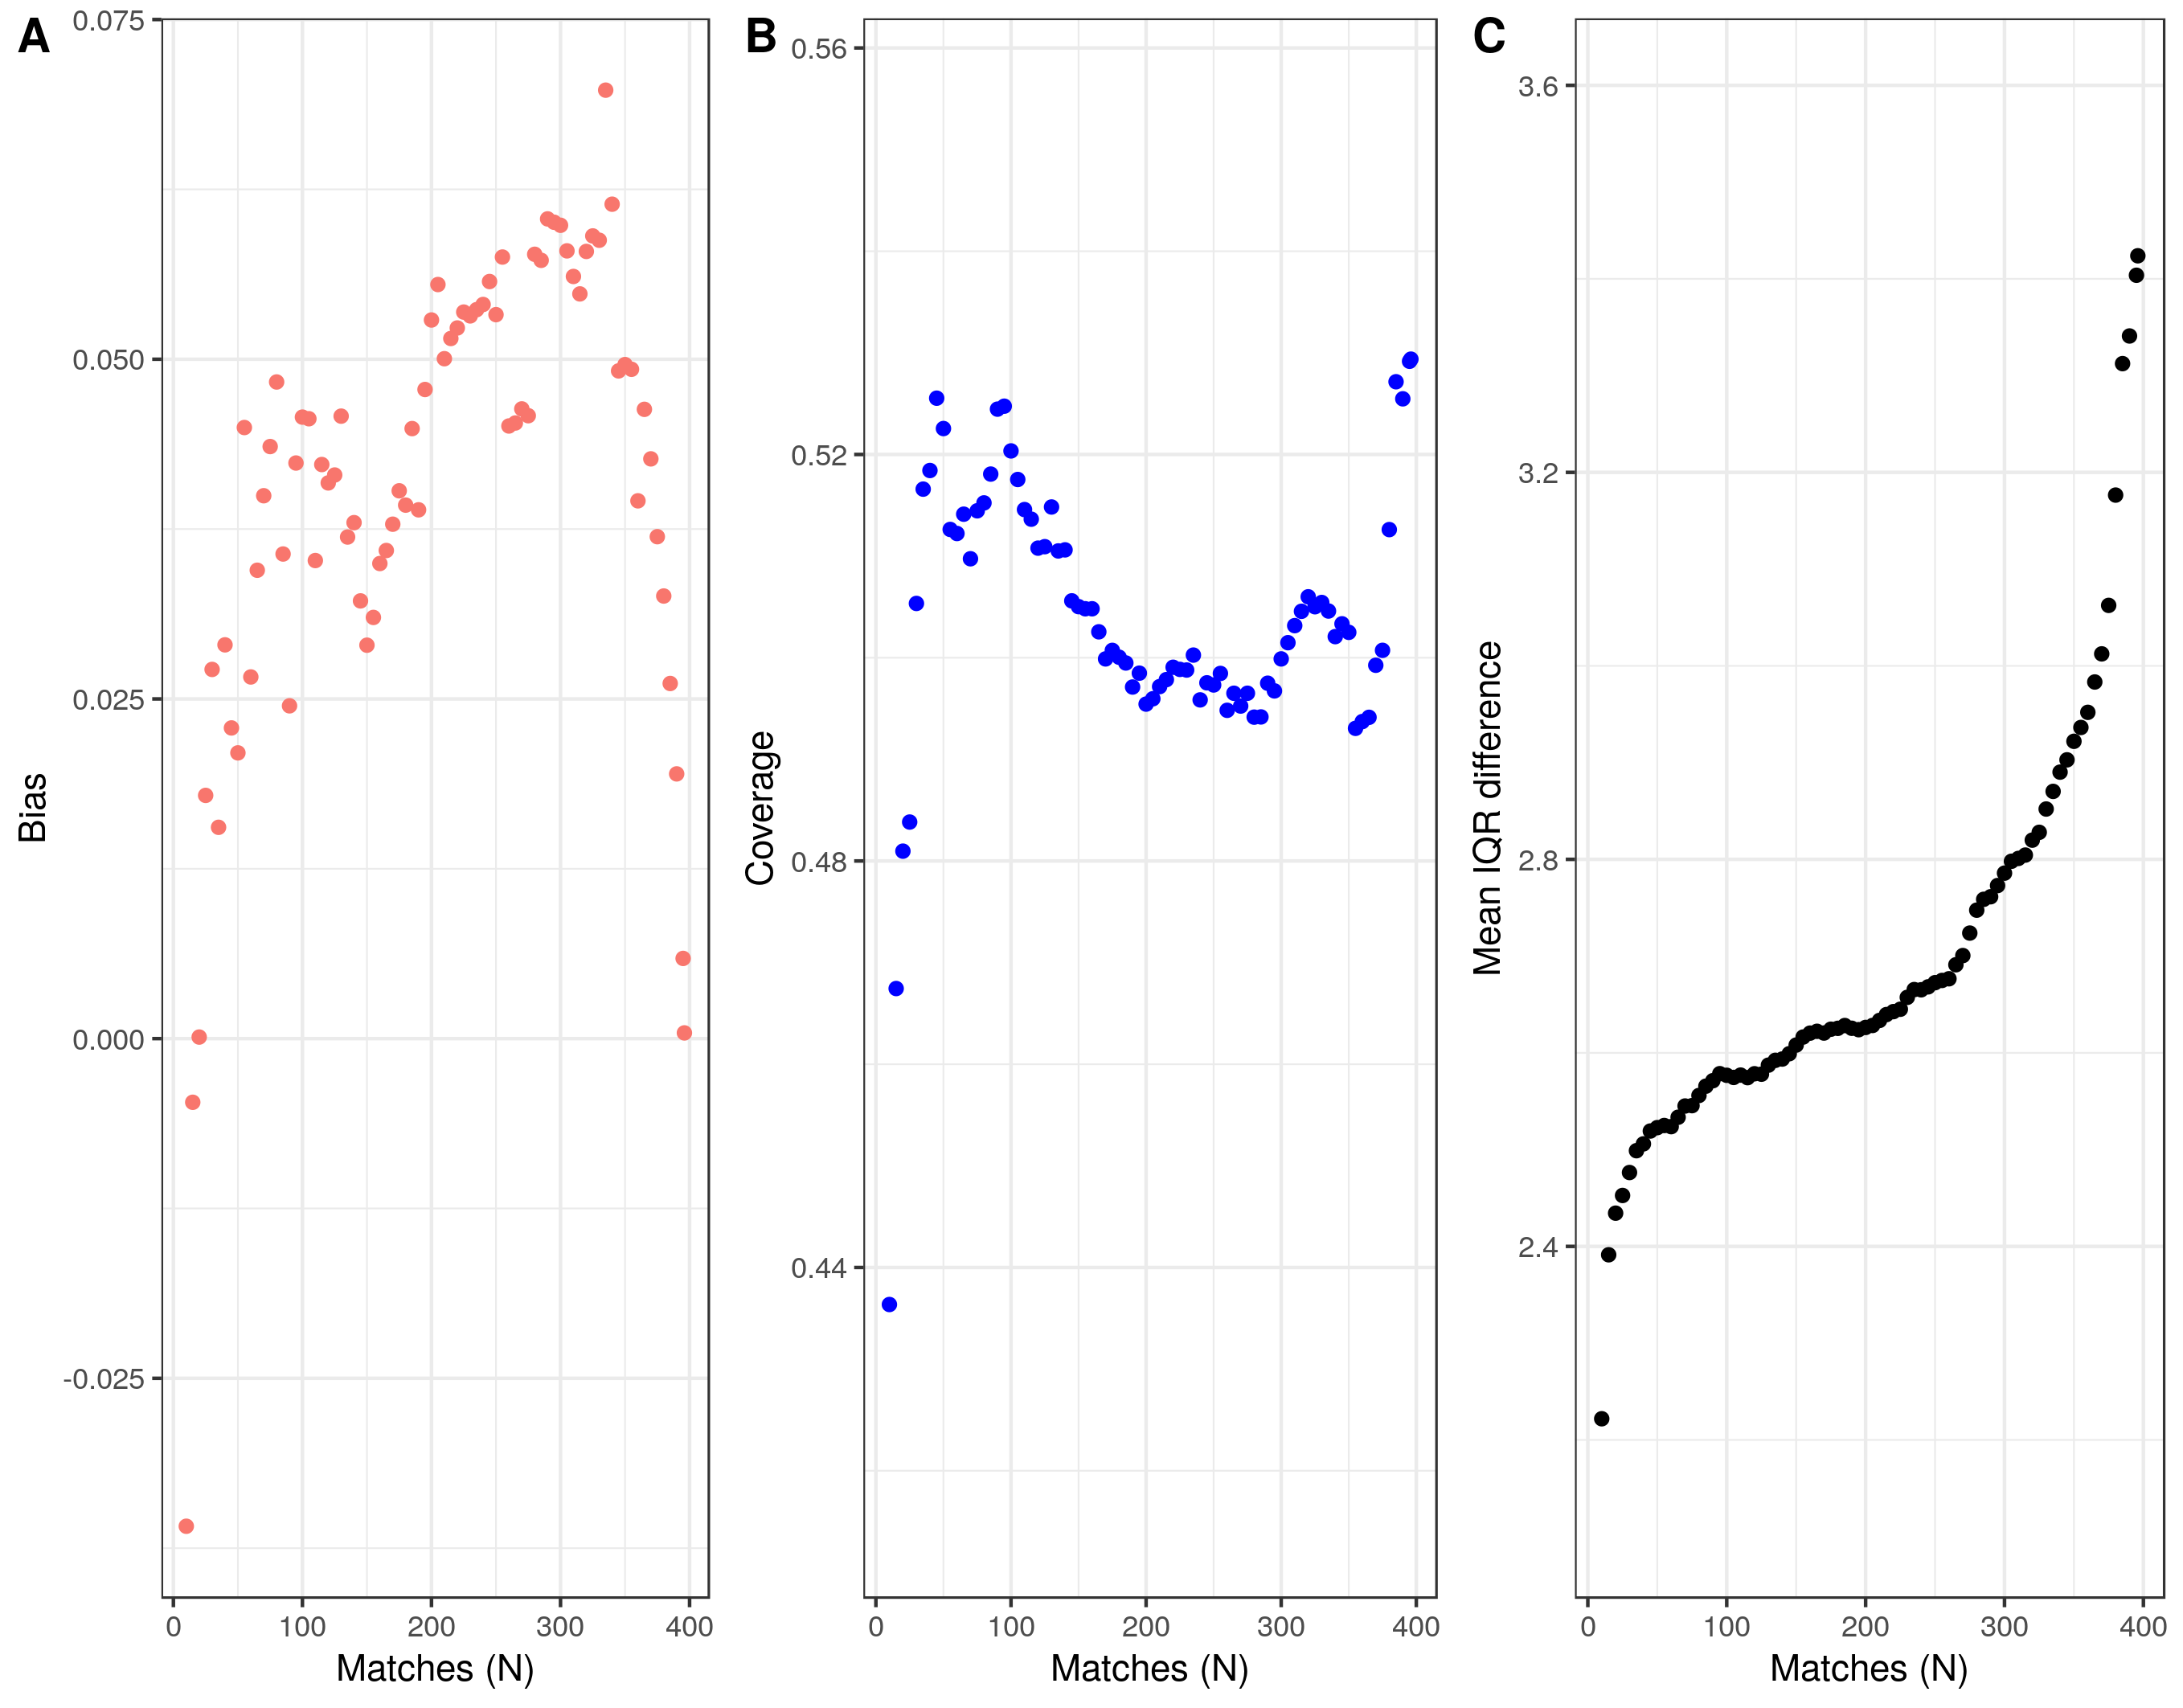 A
Bias
0.075
0.050
0.025
0.000
-0.025
0 100 200 300 400
Matches (N)
B
Coverage
0.56
0.52
0.48
0.44
0 100 200 300 400
Matches (N)
C
Mean IQR difference
3.6
3.2
2.8
2.4
0 100 200 300 400
Matches (N)